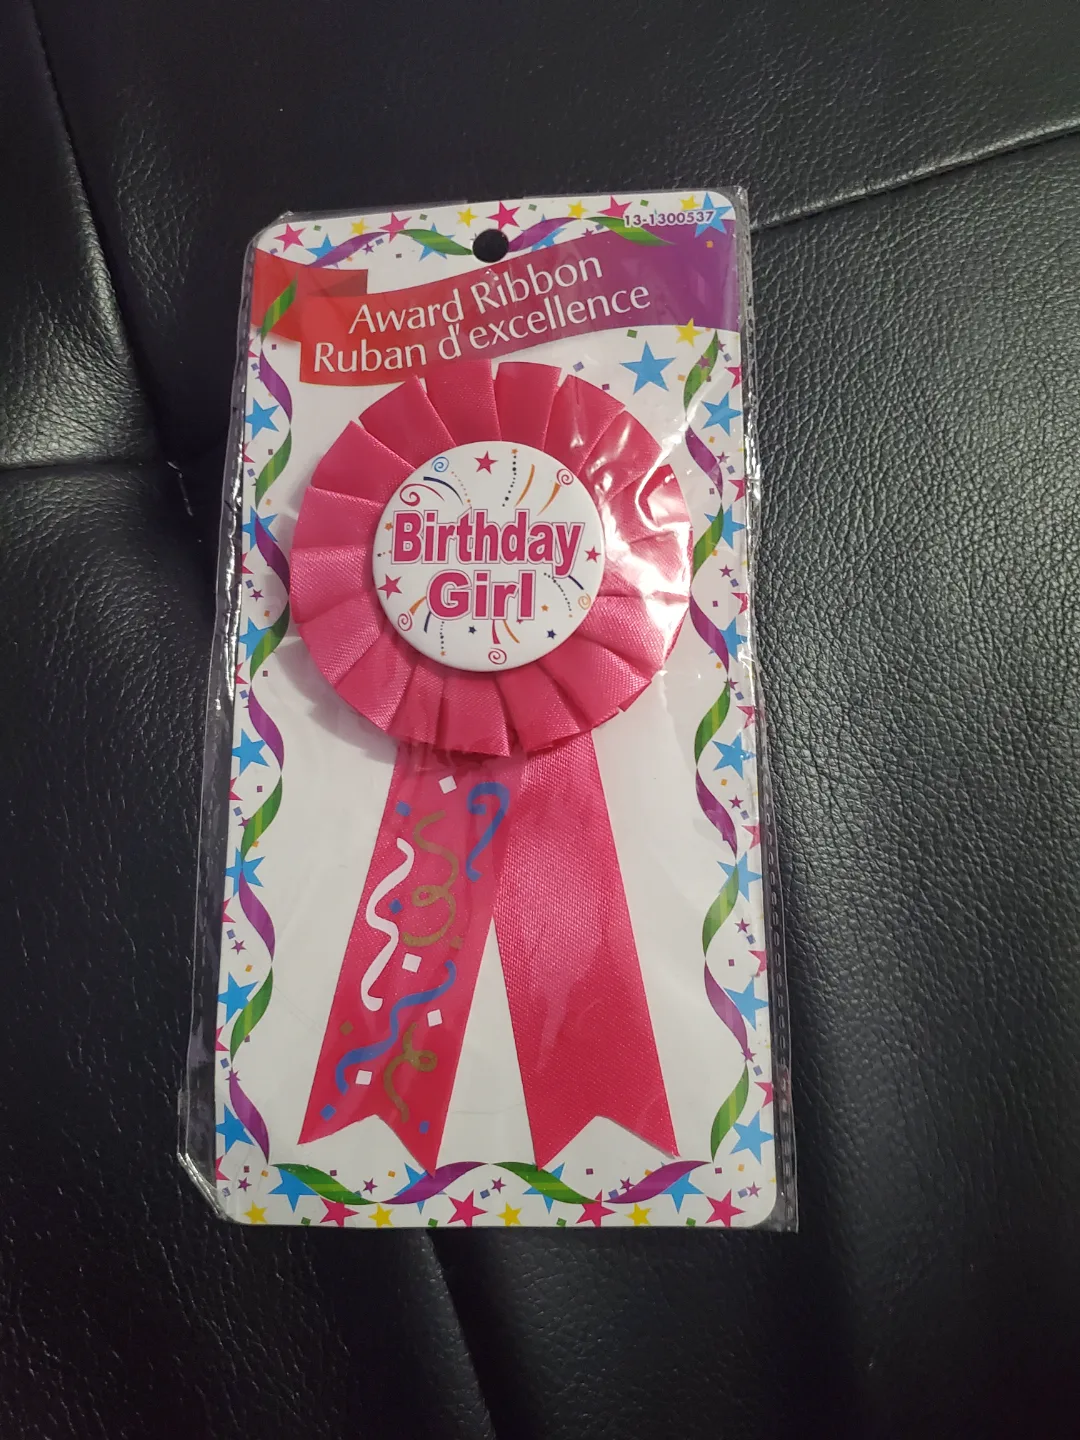 13-1300537
Award Ribbon
Ruban d'excellence
Birthday
Girl